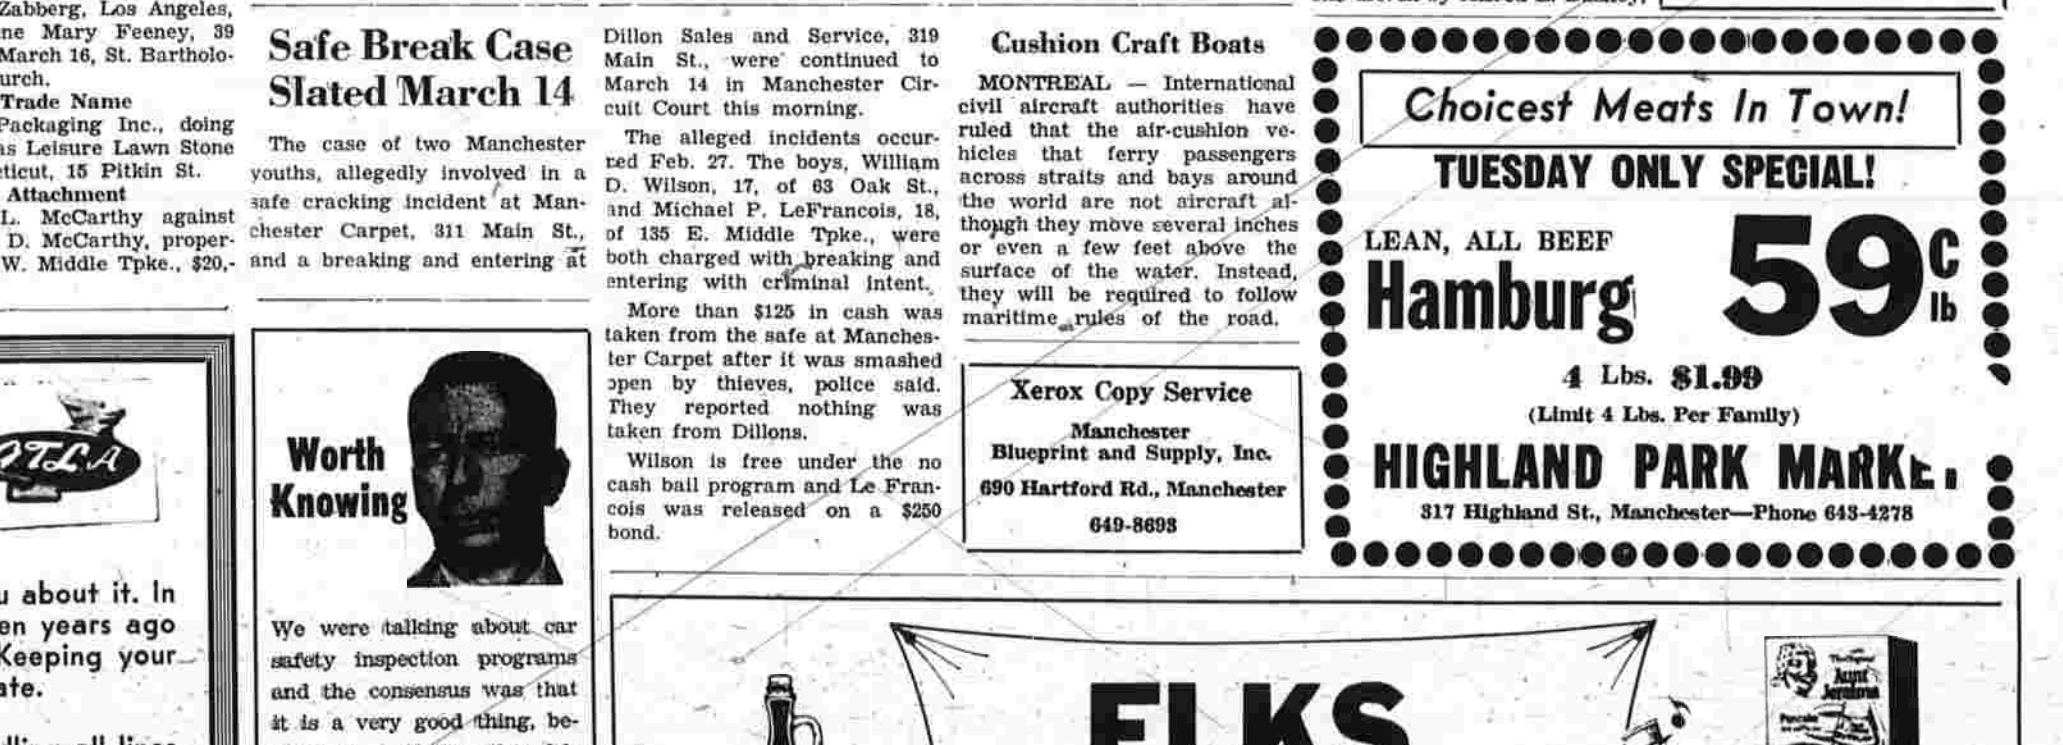 Zabberg, Los Angeles,
ne Mary Feeney, 39
March 16, St. Bartholo-
urch.
Trade Name
Packaging Inc., doing
as Leisure Lawn Stone
ticut, 15 Pitkin St.
Attachment
L. McCarthy against
D. McCarthy, proper-
W. Middle Tpke., $20,-
u about it. In
en years ago
Keeping your
ate.
Safe Break Case
Slated March 14
The case of two Manchester
youths, allegedly involved in a
safe cracking incident at Man-
chester Carpet, 311 Main St.,
and a breaking and entering at
Worth
Knowing
We were talking about car
safety inspection programs
and the consensus was that
it is a very good thing, be-
Dillon Sales and Service, 319
Main St., were continued to
March 14 in Manchester Cir-
cuit Court this morning.
The alleged incidents occur-
red Feb. 27. The boys, William
D. Wilson, 17, of 63 Oak St.,
and Michael P. LeFrancois, 18,
of 135 E. Middle Tpke., were
both charged with breaking and
entering with criminal intent.
More than $125 in cash was
taken from the safe at Manches-
ter Carpet after it was smashed
open by thieves, police said.
They reported nothing was
taken from Dillons.
Wilson is free under the no
cash bail program and Le Fran-
cois was released on a $250
bond.
Cushion Craft Boats
MONTREAL — International
civil aircraft authorities have
ruled that the air-cushion ve-
hicles that ferry passengers
across straits and bays around
the world are not aircraft al-
though they move several inches
or even a few feet above the
surface of the water. Instead,
they will be required to follow
maritime rules of the road.
Xerox Copy Service
Manchester
Blueprint and Supply, Inc.
690 Hartford Rd., Manchester
649-8693
Choicest Meats In Town!
TUESDAY ONLY SPECIAL!
LEAN, ALL BEEF
Hamburg 59c lb
4 Lbs. $1.99
(Limit 4 Lbs. Per Family)
HIGHLAND PARK MARKET
317 Highland St., Manchester—Phone 643-4278
ELKS
Aunt
Jemima